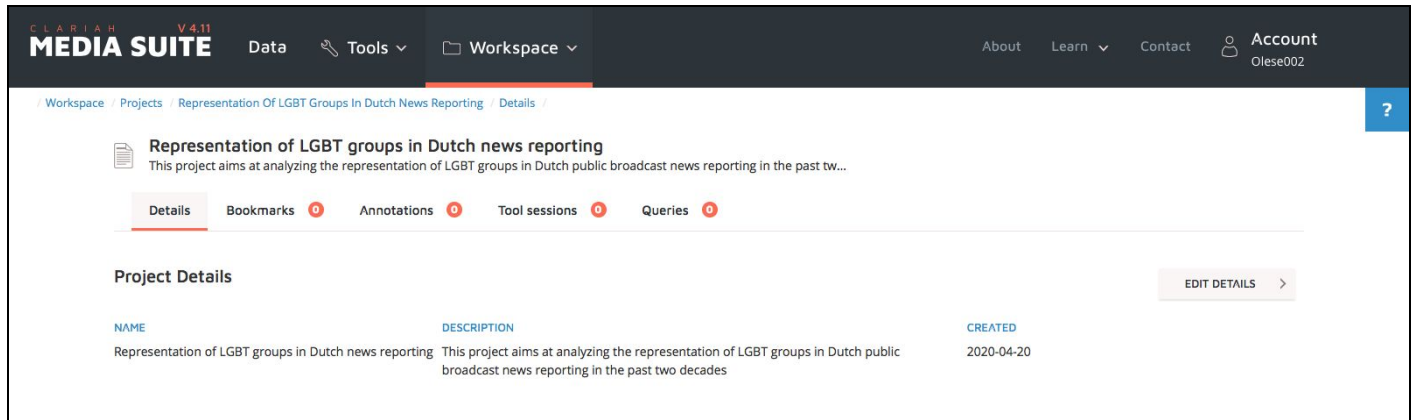 CLARIAH V 4.11
MEDIA SUITE Data Tools Workspace About Learn Contact Account
Olese002
/ Workspace / Projects / Representation Of LGBT Groups In Dutch News Reporting / Details /
?
Representation of LGBT groups in Dutch news reporting
This project aims at analyzing the representation of LGBT groups in Dutch public broadcast news reporting in the past tw...
Details Bookmarks 0 Annotations 0 Tool sessions 0 Queries 0
Project Details
EDIT DETAILS >
NAME DESCRIPTION CREATED
Representation of LGBT groups in Dutch news reporting This project aims at analyzing the representation of LGBT groups in Dutch public 2020-04-20
broadcast news reporting in the past two decades